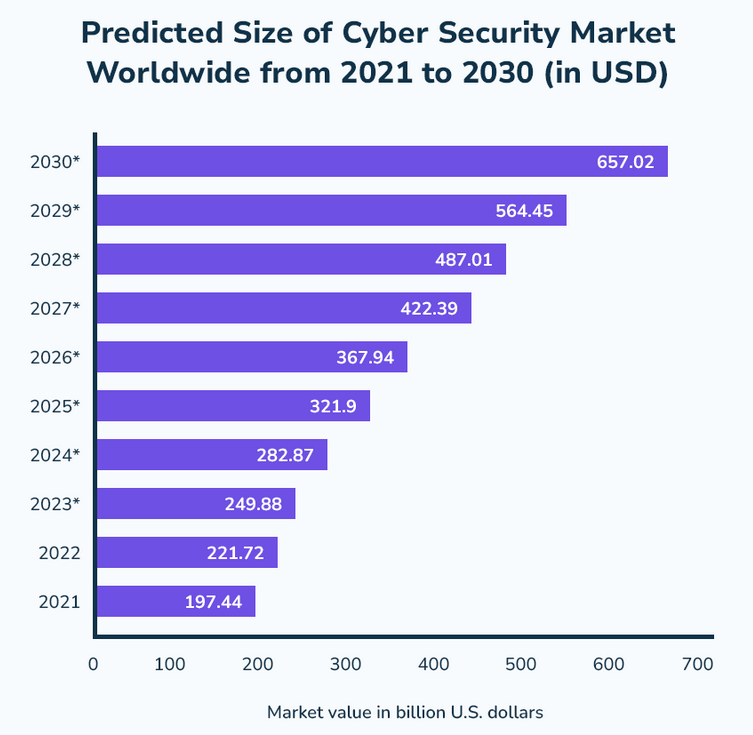 Predicted Size of Cyber Security Market
Worldwide from 2021 to 2030 (in USD)
2030* 657.02
2029* 564.45
2028* 487.01
2027* 422.39
2026* 367.94
2025* 321.9
2024* 282.87
2023* 249.88
2022 221.72
2021 197.44
0 100 200 300 400 500 600 700
Market value in billion U.S. dollars